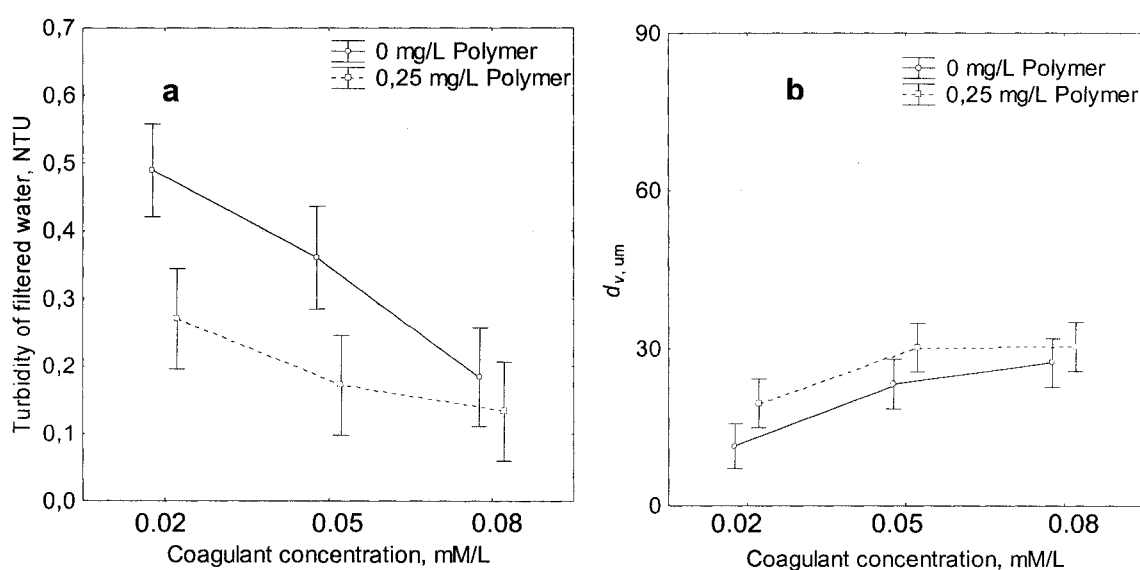 0,7
0,6
0,5
0,4
0,3
0,2
0,1
0,0
Turbidity of filtered water, NTU
a
0 mg/L Polymer
0,25 mg/L Polymer
0.02
0.05
0.08
Coagulant concentration, mM/L
90
60
30
0
dv, um
b
0 mg/L Polymer
0,25 mg/L Polymer
0.02
0.05
0.08
Coagulant concentration, mM/L